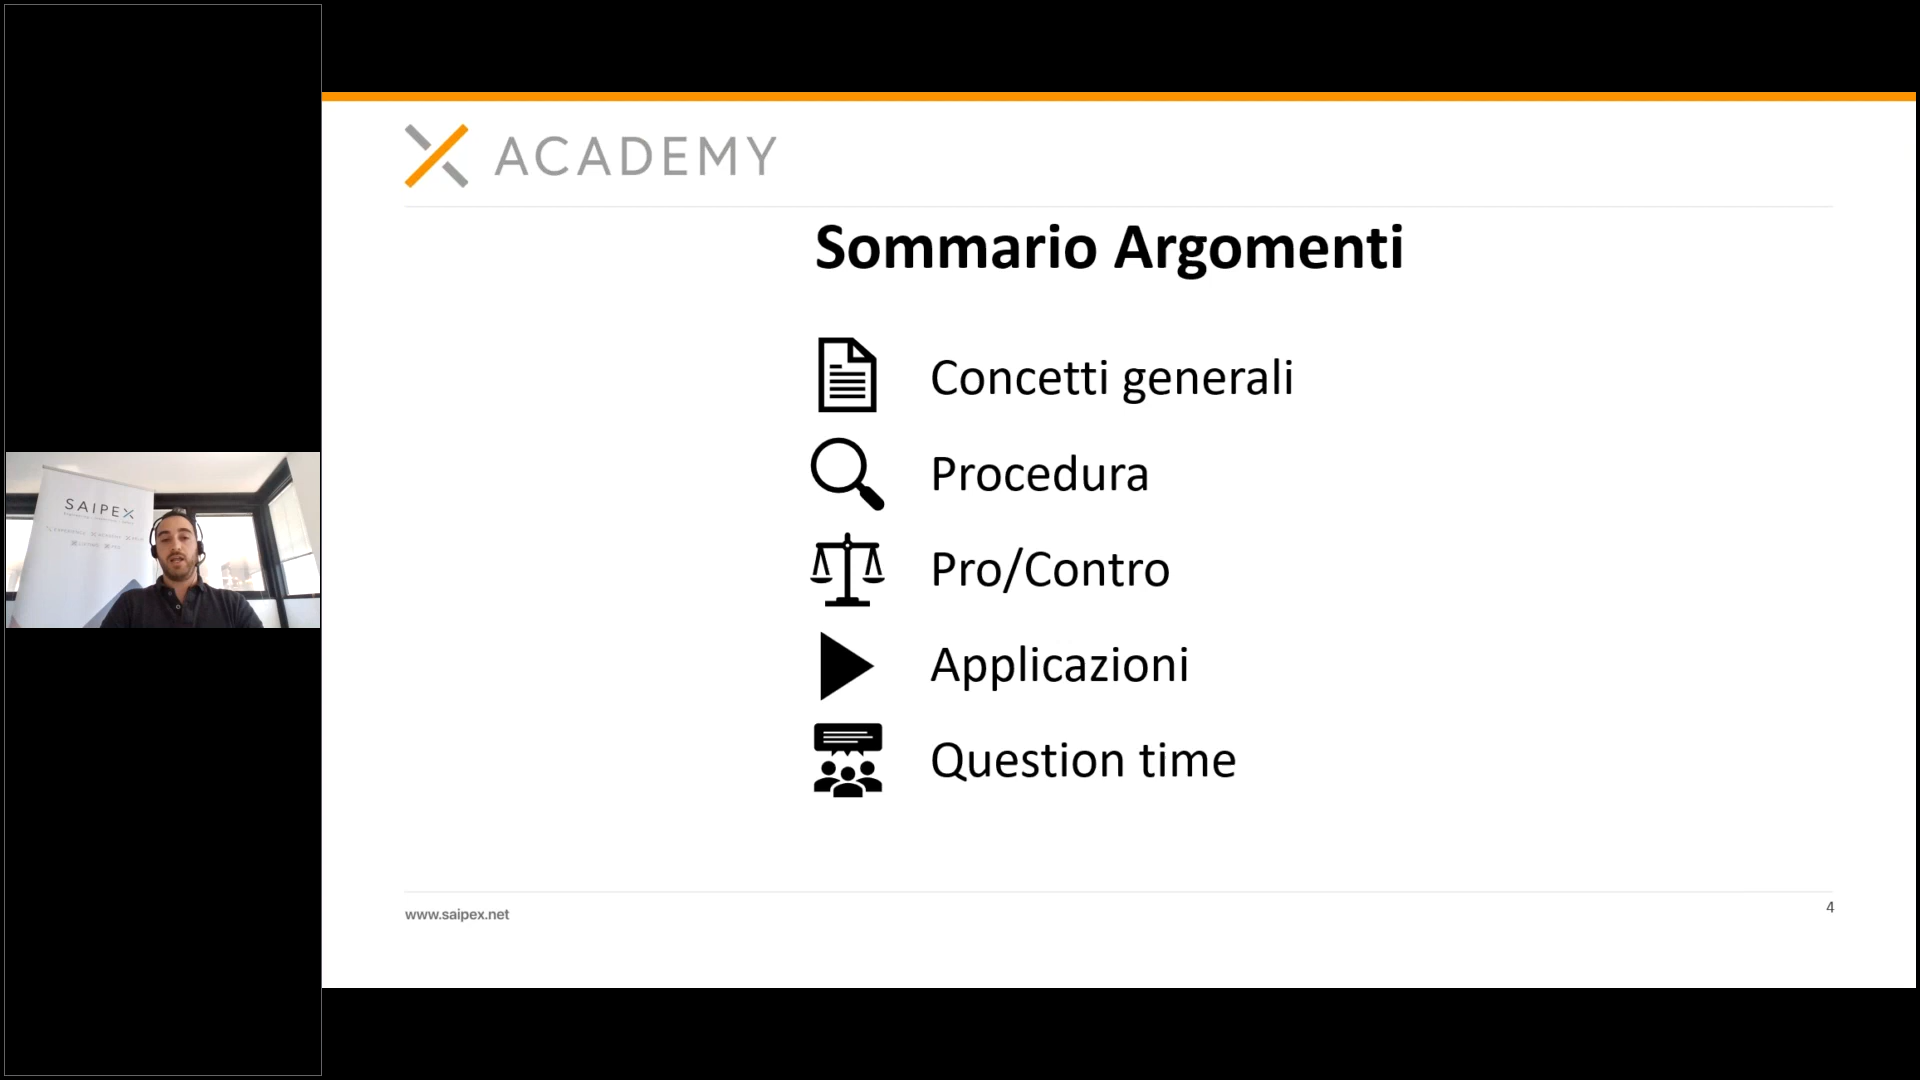 ACADEMY
Sommario Argomenti
Concetti generali
Procedura
Pro/Contro
Applicazioni
Question time
www.saipex.net
4
SAIPEX